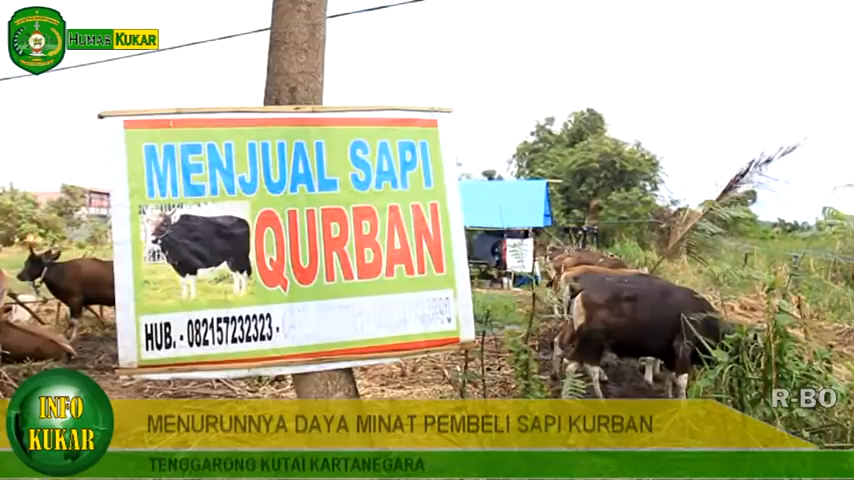 HUMAS KUKAR
MENJUAL SAPI
QURBAN
HUB. - 082157232323 -
INFO
KUKAR
MENURUNNYA DAYA MINAT PEMBELI SAPI KURBAN
TENGGARONG KUTAI KARTANEGARA
R-BO